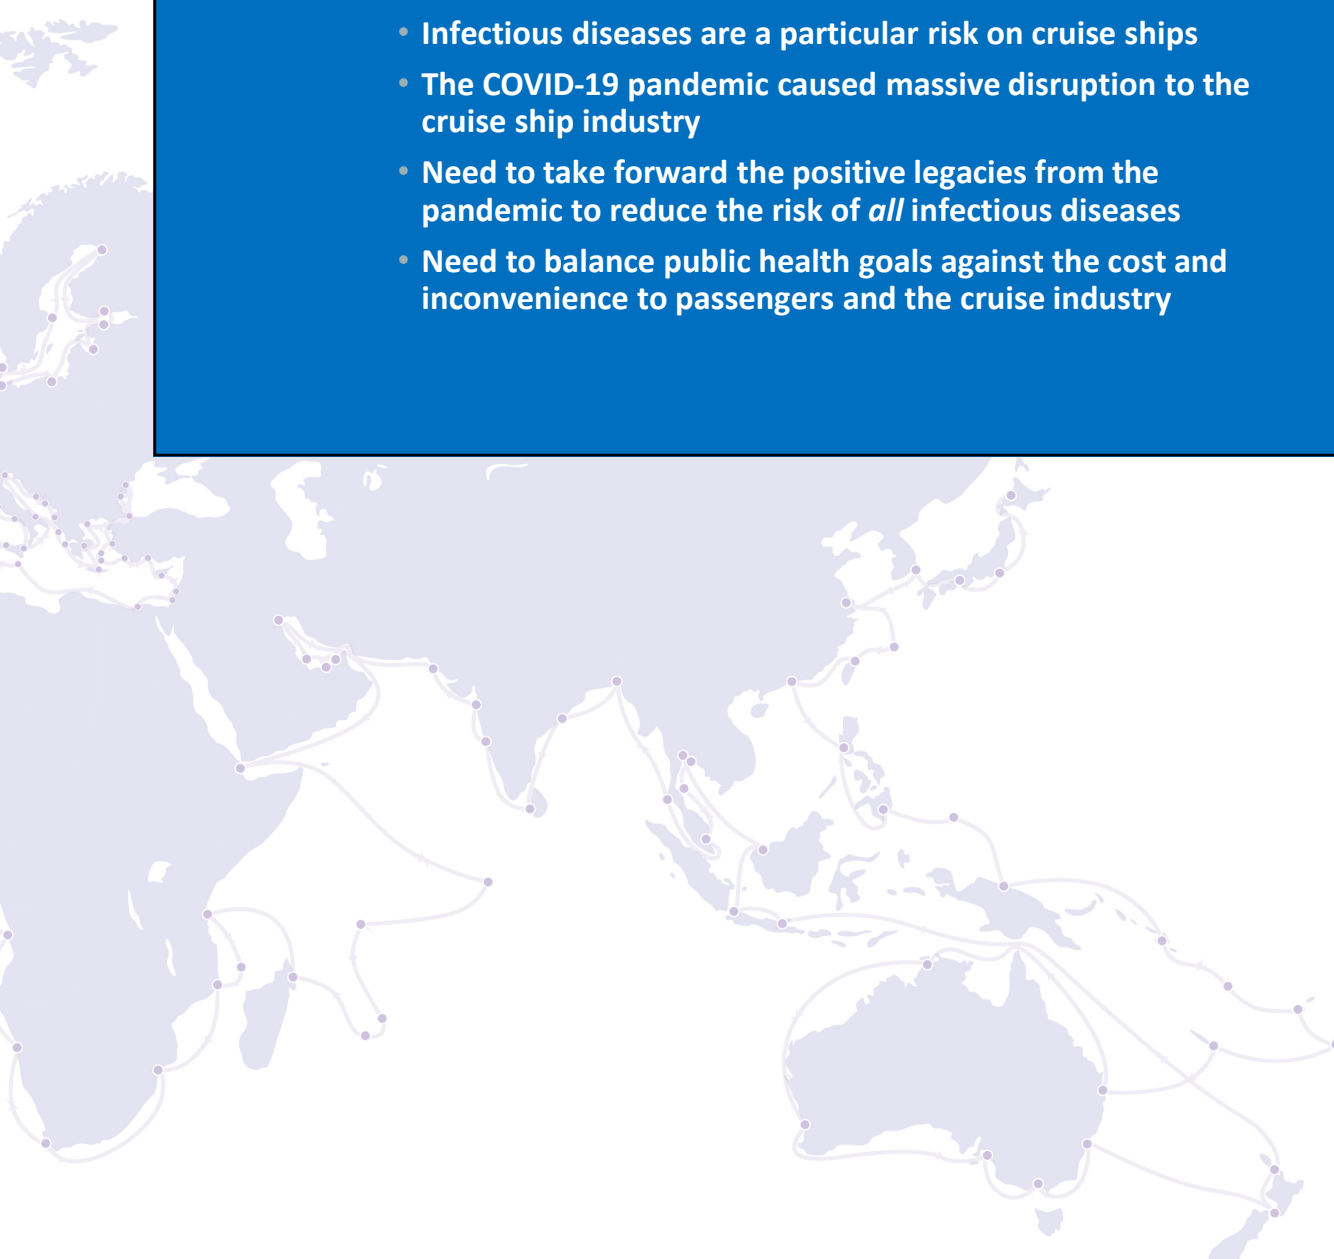 • Infectious diseases are a particular risk on cruise ships
• The COVID-19 pandemic caused massive disruption to the
cruise ship industry
• Need to take forward the positive legacies from the
pandemic to reduce the risk of all infectious diseases
• Need to balance public health goals against the cost and
inconvenience to passengers and the cruise industry